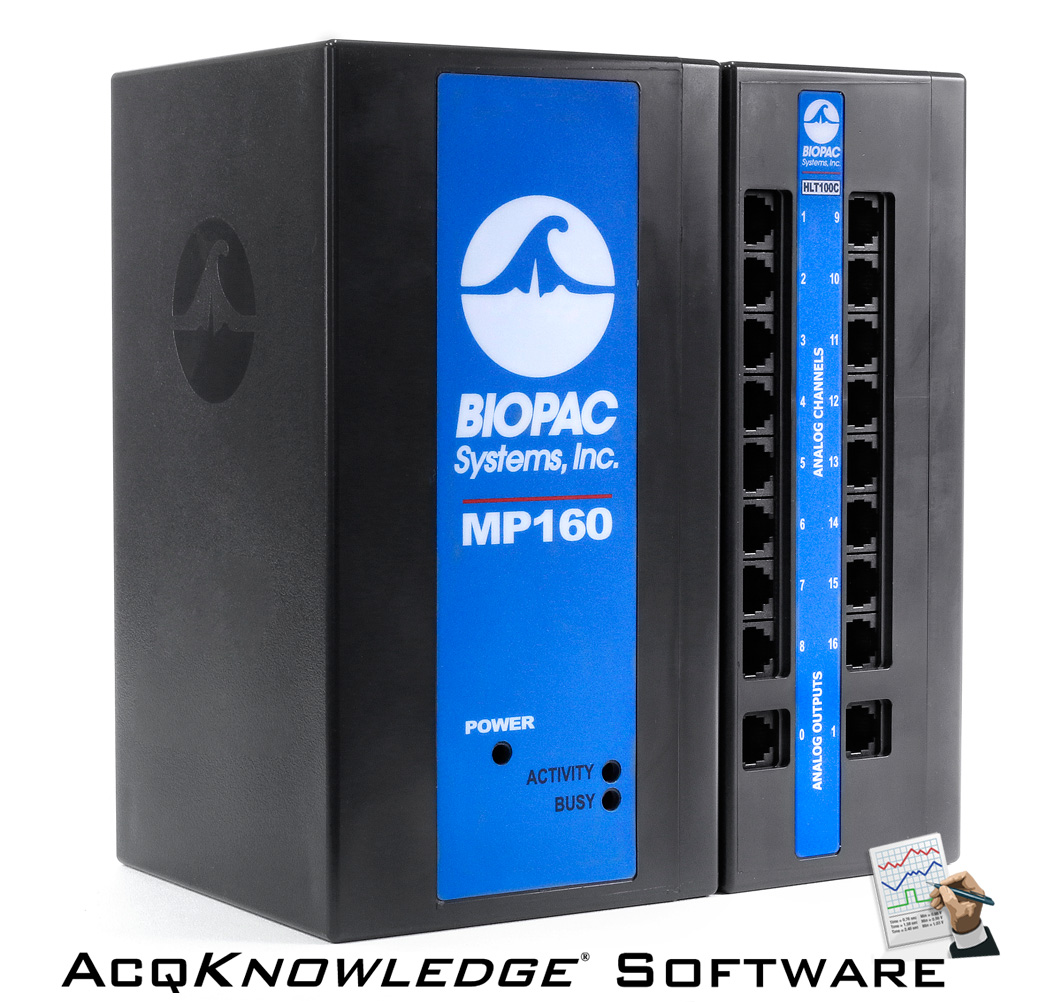 BIOPAC
Systems, Inc.
MP160
POWER
ACTIVITY
BUSY
BIOPAC
Systems, Inc.
HLT100C
1 9
2 10
3 11
4 12
5 13
6 14
7 15
8 16
ANALOG CHANNELS
0 1
ANALOG OUTPUTS
ACQKNOWLEDGE® SOFTWARE